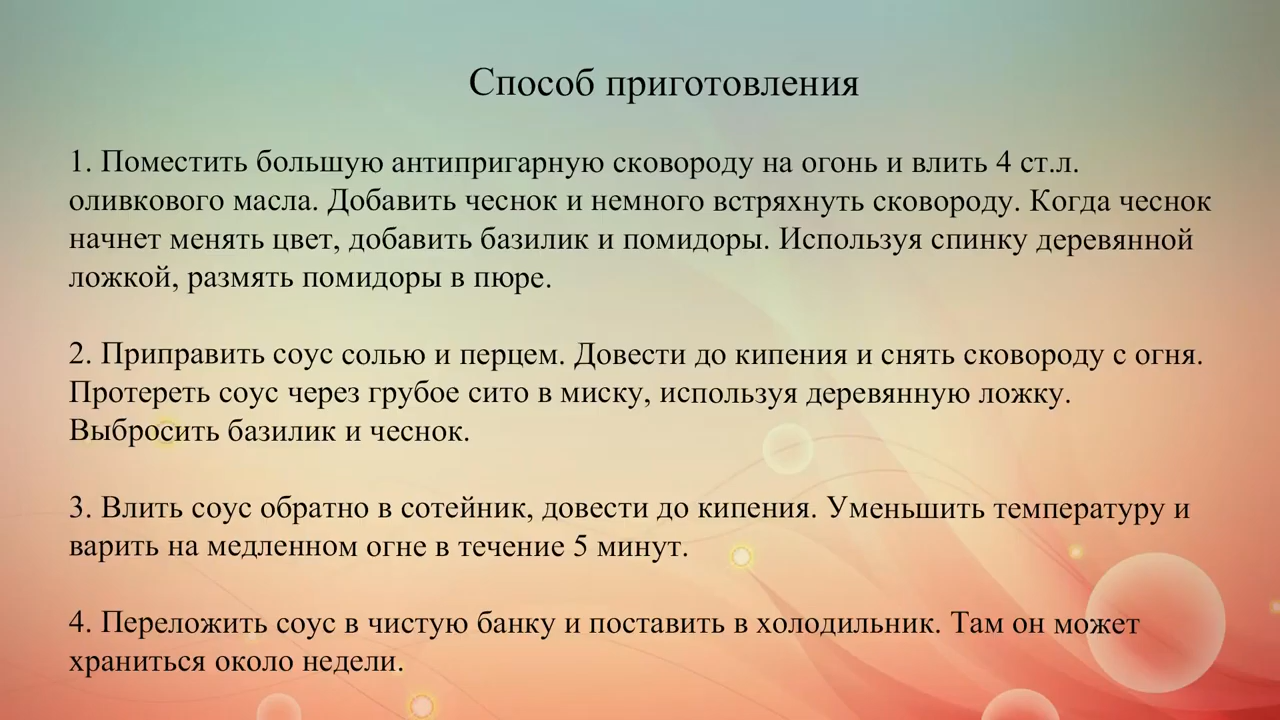 Способ приготовления
1. Поместить большую антипригарную сковороду на огонь и влить 4 ст.л.
оливкового масла. Добавить чеснок и немного встряхнуть сковороду. Когда чеснок
начнет менять цвет, добавить базилик и помидоры. Используя спинку деревянной
ложкой, размять помидоры в пюре.
2. Приправить соус солью и перцем. Довести до кипения и снять сковороду с огня.
Протереть соус через грубое сито в миску, используя деревянную ложку.
Выбросить базилик и чеснок.
3. Влить соус обратно в сотейник, довести до кипения. Уменьшить температуру и
варить на медленном огне в течение 5 минут.
4. Переложить соус в чистую банку и поставить в холодильник. Там он может
храниться около недели.